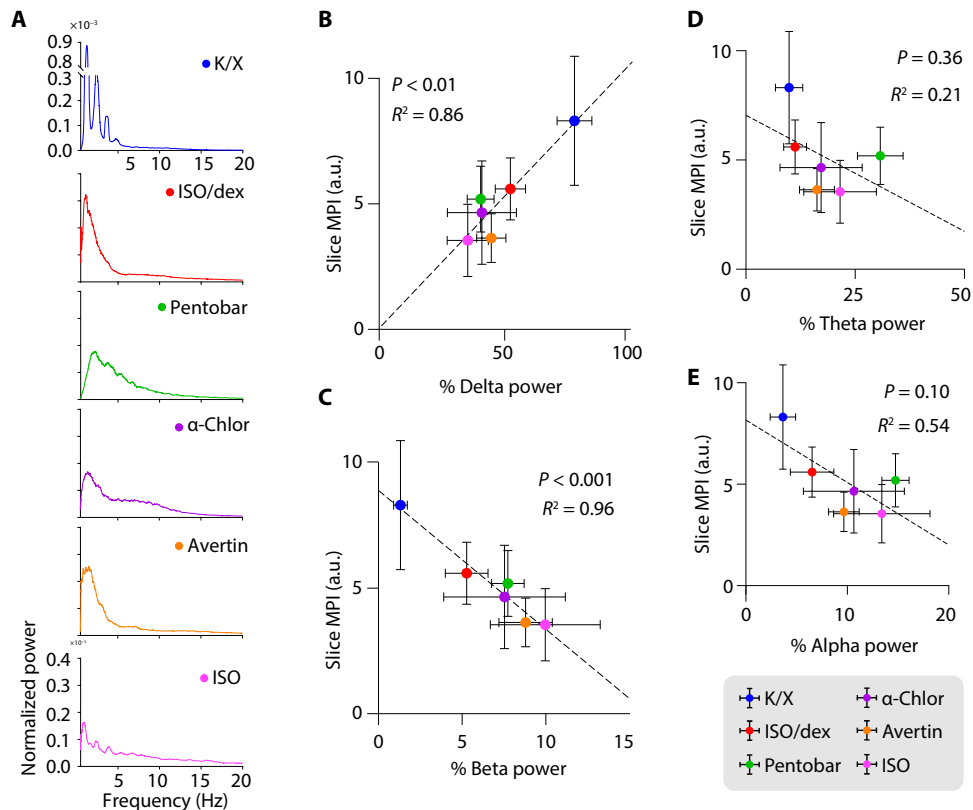 A
×10⁻³
0.9
0.8
0.3
0.2
0.1
0.0
K/X
5 10 15 20
ISO/dex
Pentobar
α-Chlor
Avertin
ISO
0.4
0.3
0.2
0.1
0.0
5 10 15 20
Normalized power
Frequency (Hz)
B
P < 0.01
R² = 0.86
10
5
0
0 50 100
Slice MPI (a.u.)
% Delta power
C
P < 0.001
R² = 0.96
10
5
0
0 5 10 15
Slice MPI (a.u.)
% Beta power
D
P = 0.36
R² = 0.21
10
5
0
0 25 50
Slice MPI (a.u.)
% Theta power
E
P = 0.10
R² = 0.54
10
5
0
0 10 20
Slice MPI (a.u.)
% Alpha power
K/X
ISO/dex
Pentobar
α-Chlor
Avertin
ISO